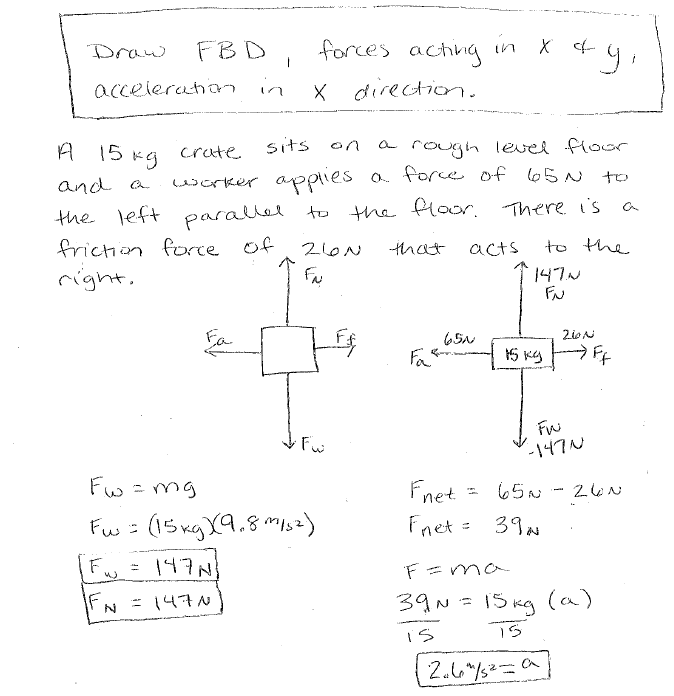 Draw FBD, forces acting in x & y,
acceleration in x direction.
A 15 kg crate sits on a rough level floor
and a worker applies a force of 65N to
the left parallel to the floor. There is a
friction force of 26N that acts to the
right.
FN
Fa
Ff
Fw
147N
FN
65N
Fa
15 kg
26N
Ff
Fw
-147N
Fw = mg
Fw = (15kg)(9.8 m/s2)
Fw = 147N
FN = 147N
Fnet = 65N - 26N
Fnet = 39N
F = ma
39N = 15kg (a)
15 15
2.6 m/s² = a